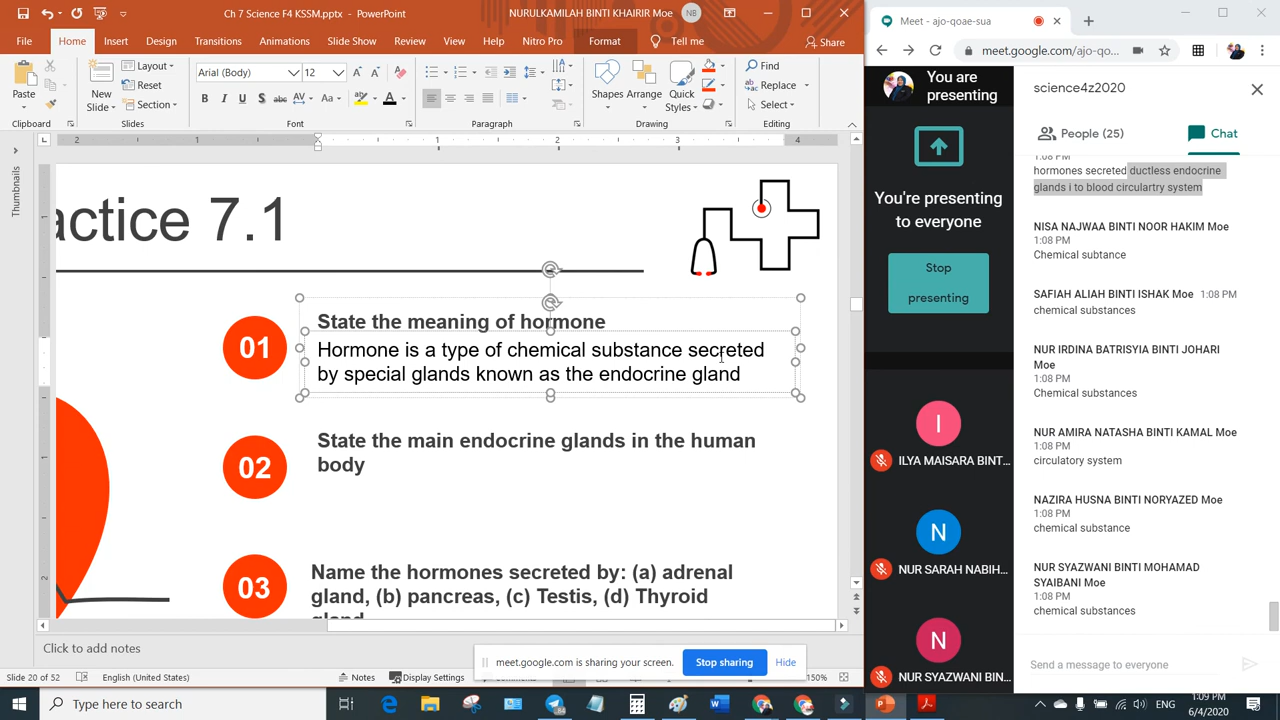 Ch 7 Science F4 KSSM PPT...
NURUKAMILAH BINTI KHAIRUL ANUAR Moe
NB
File
Home
Insert
Design
Transitions
Animations
Slide Show
Review
View
Help
Nitro Pro
Format
Tell me
Share
Paste
New
Slide
Layout
Reset
Section
Arial (Body)
13
Shapes
Arrange
Quick
Styles
Find
Replace
Select
Clipboard
Slides
Font
Paragraph
Drawing
Editing
Thumbnails
actice 7.1
01
State the meaning of hormone
Hormone is a type of chemical substance secreted
by special glands known as the endocrine gland
02
State the main endocrine glands in the human
body
03
Name the hormones secreted by: (a) adrenal
gland, (b) pancreas, (c) Testis, (d) Thyroid
gland
Click to add notes
meet.google.com is sharing your screen.
Stop sharing
Hide
Slide 20 of 52
English (United States)
Notes
Display Settings
150%
Type here to search
Meet - ajo-qoae-sua
meet.google.com/ajo-qo...
You are
presenting
You're presenting
to everyone
Stop
presenting
I
ILYA MAISARA BINT...
N
NUR SARAH NABIH...
N
NUR SYAZWANI BIN...
science4z2020
People (25)
Chat
1:08 PM
hormones secreted ductless endocrine
glands i to blood circulartry system
NISA NAJWAA BINTI NOOR HAKIM Moe
1:08 PM
Chemical subtance
SAFIAH ALIAH BINTI ISHAK Moe 1:08 PM
chemical substances
NUR IRDINA BATRISYIA BINTI JOHARI
Moe
1:08 PM
Chemical substances
NUR AMIRA NATASHA BINTI KAMAL Moe
1:08 PM
circulatory system
NAZIRA HUSNA BINTI NORYAZED Moe
1:08 PM
chemical substance
NUR SYAZWANI BINTI MOHAMAD
SYAIBANI Moe
1:08 PM
chemical substances
Send a message to everyone
ENG
1:09 PM
6/4/2020